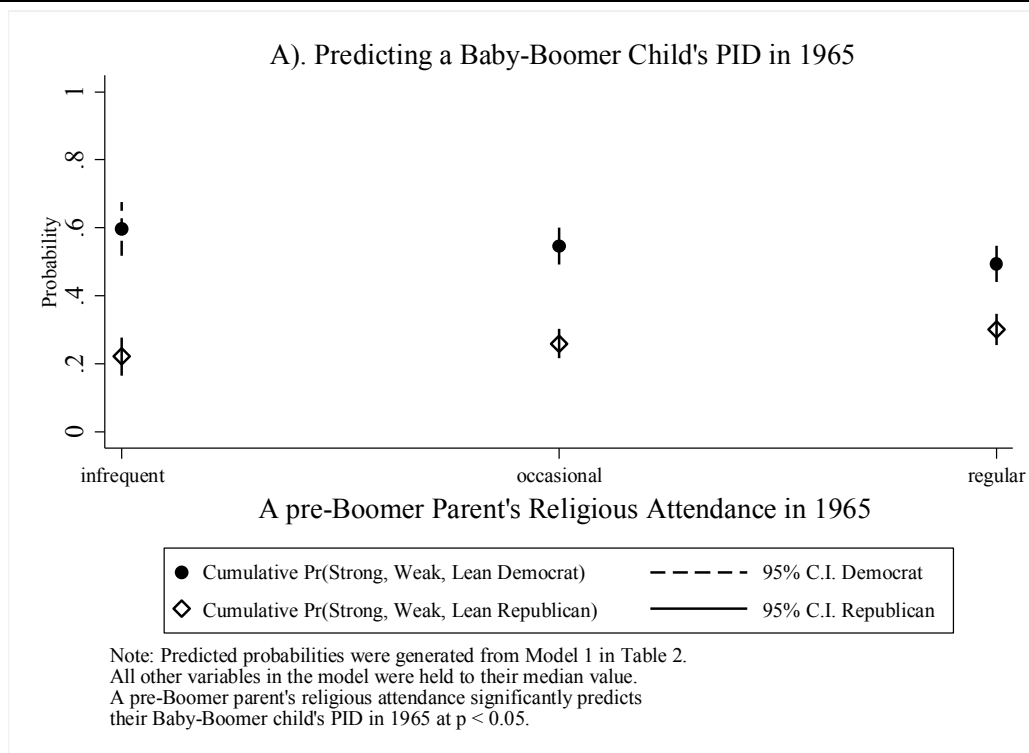 A). Predicting a Baby-Boomer Child's PID in 1965
Probability
1
.8
.6
.4
.2
0
infrequent occasional regular
A pre-Boomer Parent's Religious Attendance in 1965
Cumulative Pr(Strong, Weak, Lean Democrat) 95% C.I. Democrat
Cumulative Pr(Strong, Weak, Lean Republican) 95% C.I. Republican
Note: Predicted probabilities were generated from Model 1 in Table 2.
All other variables in the model were held to their median value.
A pre-Boomer parent's religious attendance significantly predicts
their Baby-Boomer child's PID in 1965 at p < 0.05.